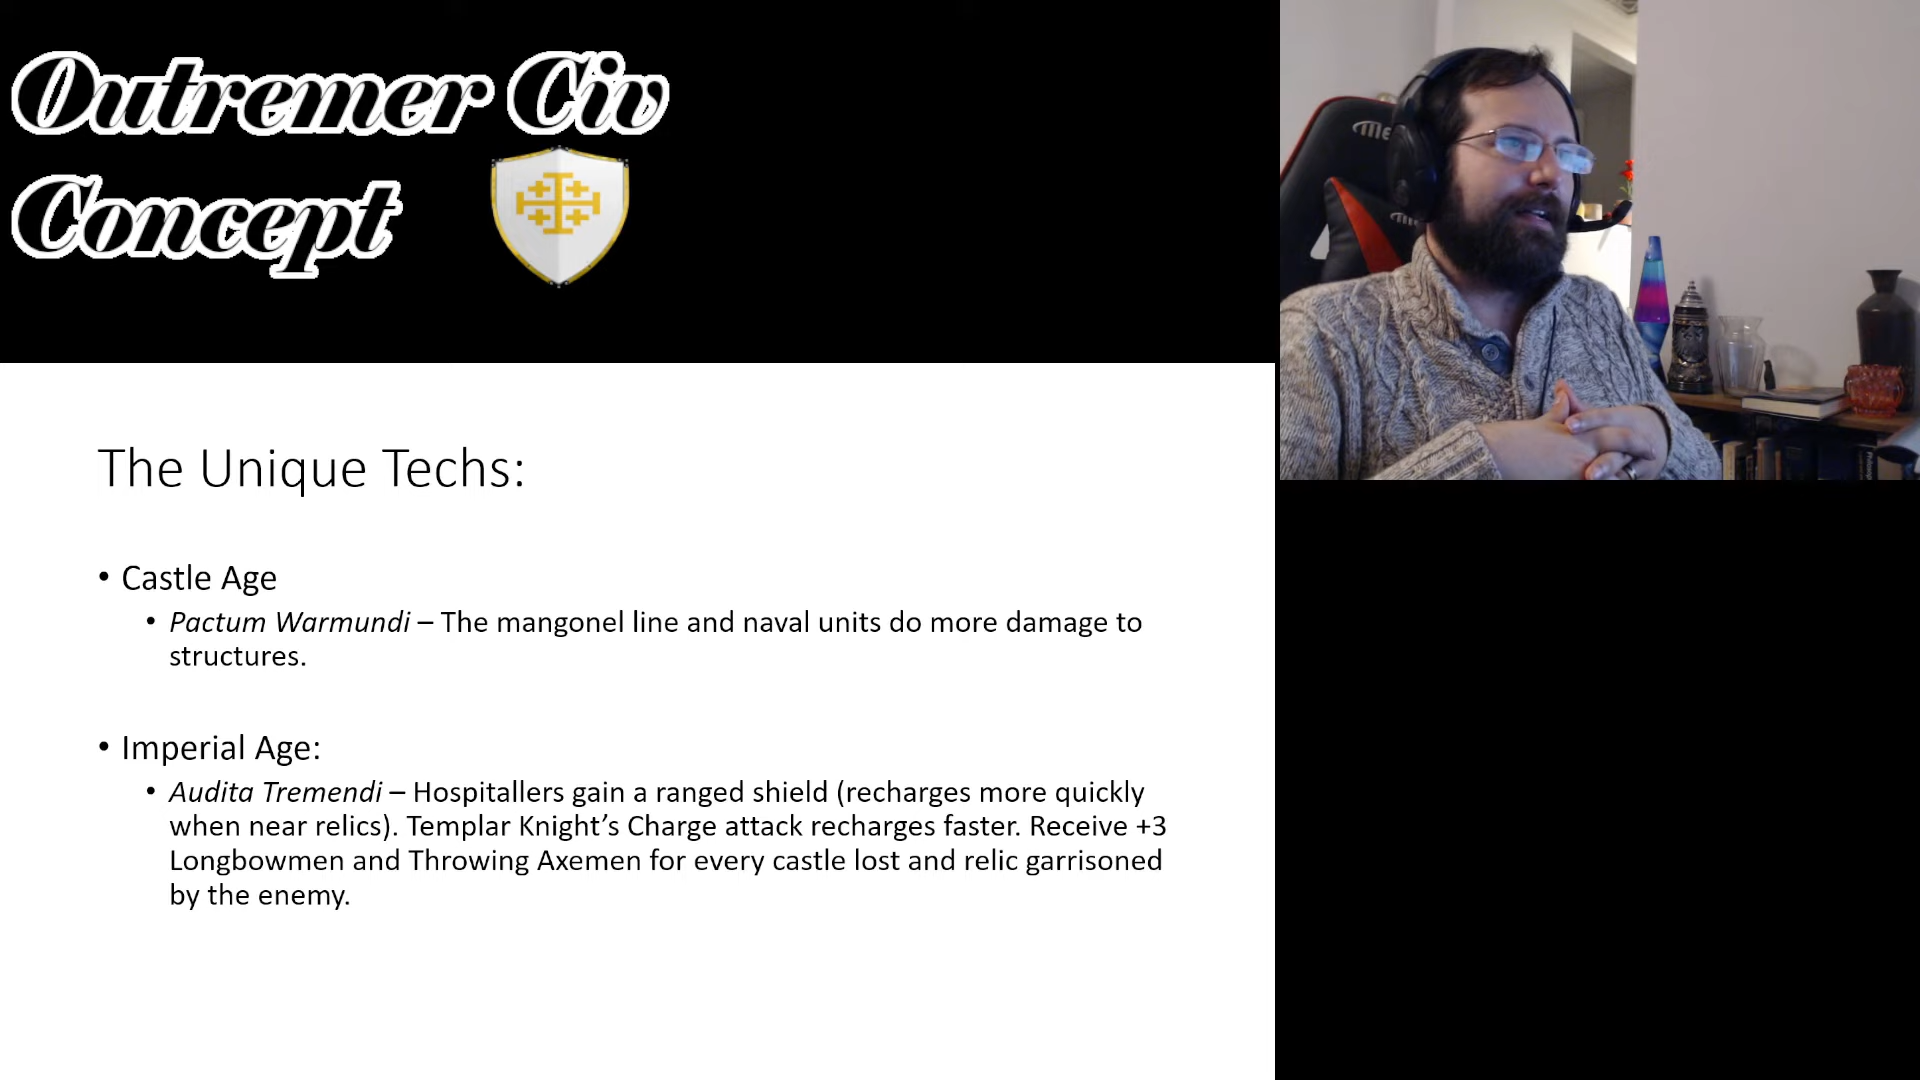 Outremer Civ
Concept
The Unique Techs:
• Castle Age
• Pactum Warmundi – The mangonel line and naval units do more damage to
structures.
• Imperial Age:
• Audita Tremendi – Hospitallers gain a ranged shield (recharges more quickly
when near relics). Templar Knight's Charge attack recharges faster. Receive +3
Longbowmen and Throwing Axemen for every castle lost and relic garrisoned
by the enemy.